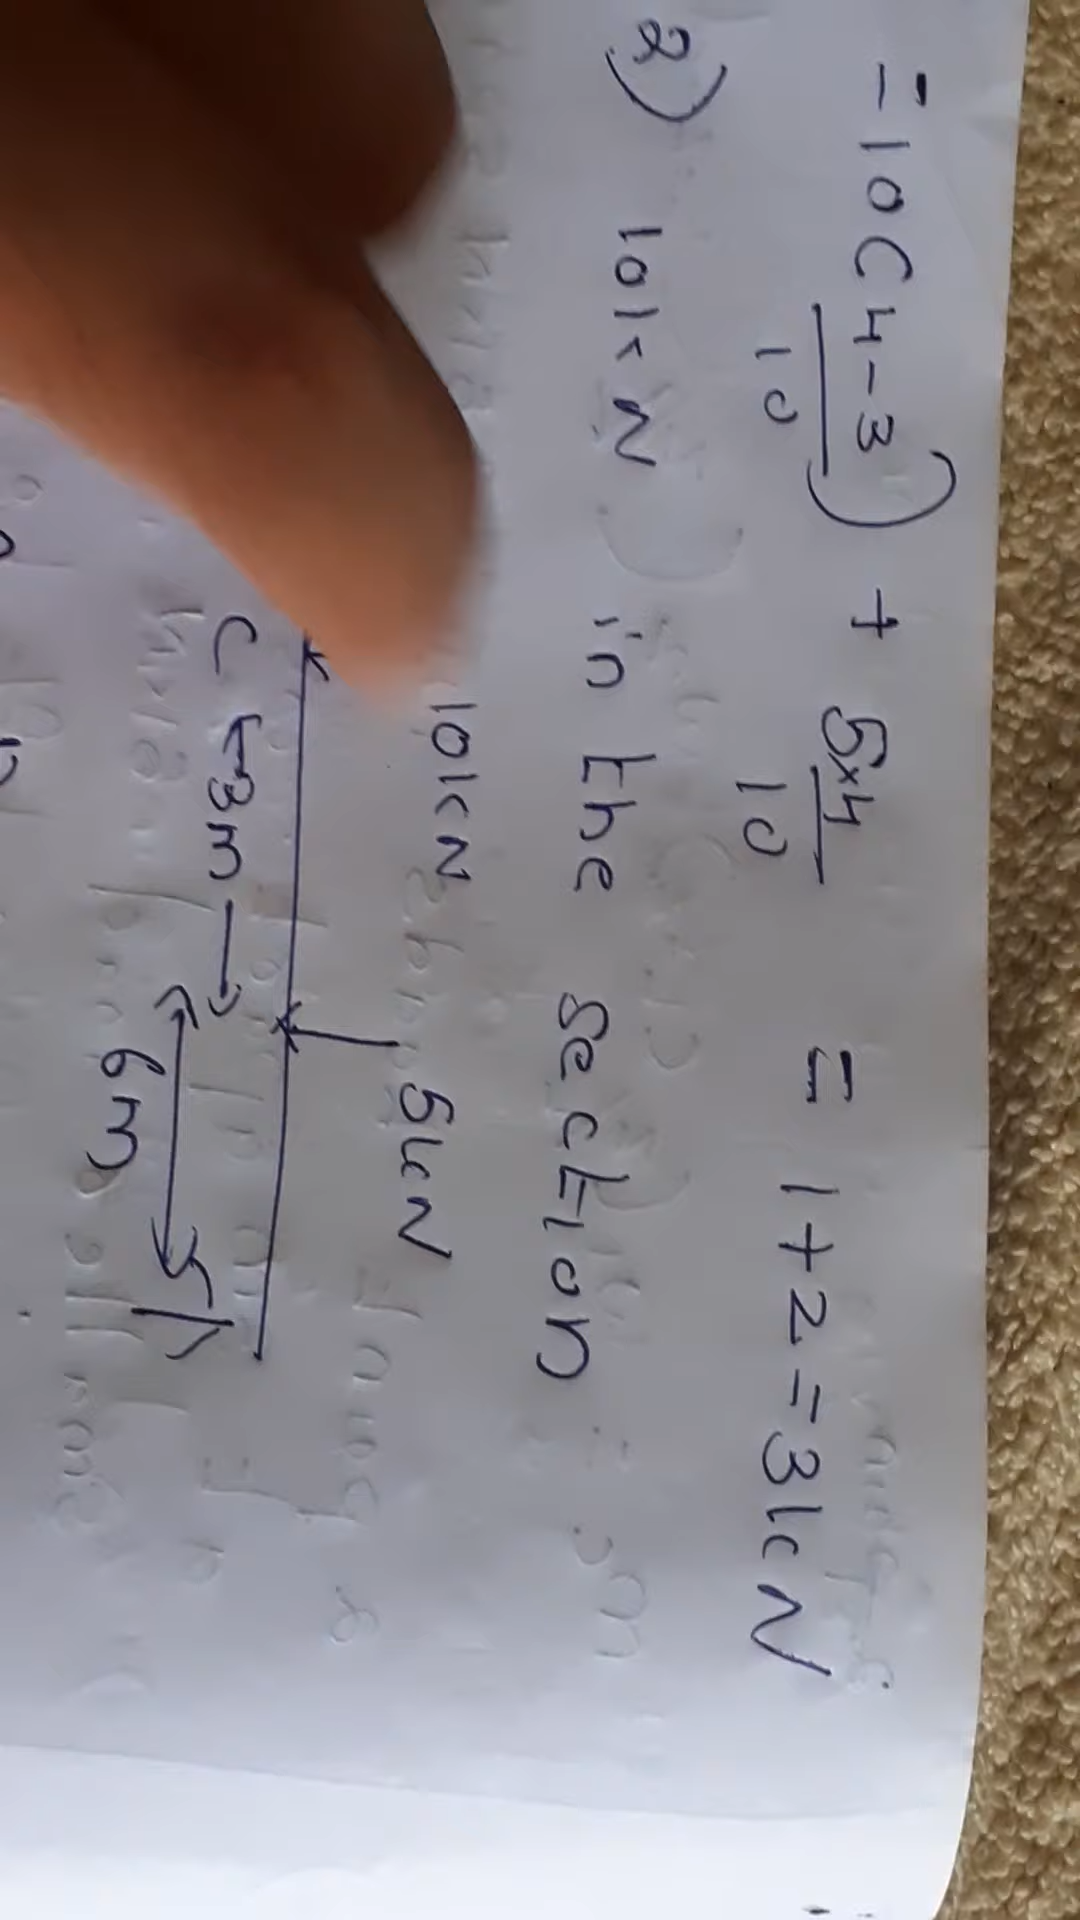 = 10(4-3) + 5×4 = 1+2 = 3kN
10 10
2) 10kN in the section
10kN 5kN
C 3m
6m